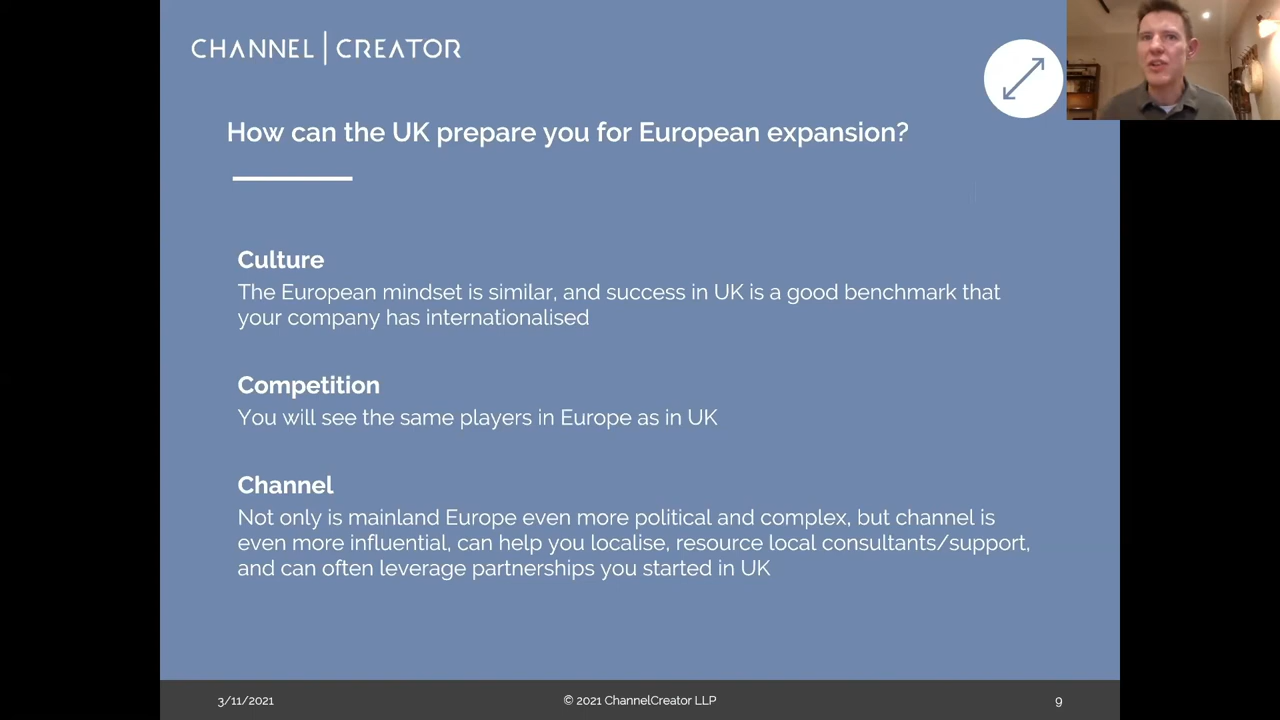 CHANNEL | CREATOR
How can the UK prepare you for European expansion?
Culture
The European mindset is similar, and success in UK is a good benchmark that
your company has internationalised
Competition
You will see the same players in Europe as in UK
Channel
Not only is mainland Europe even more political and complex, but channel is
even more influential, can help you localise, resource local consultants/support,
and can often leverage partnerships you started in UK
3/11/2021
© 2021 ChannelCreator LLP
9